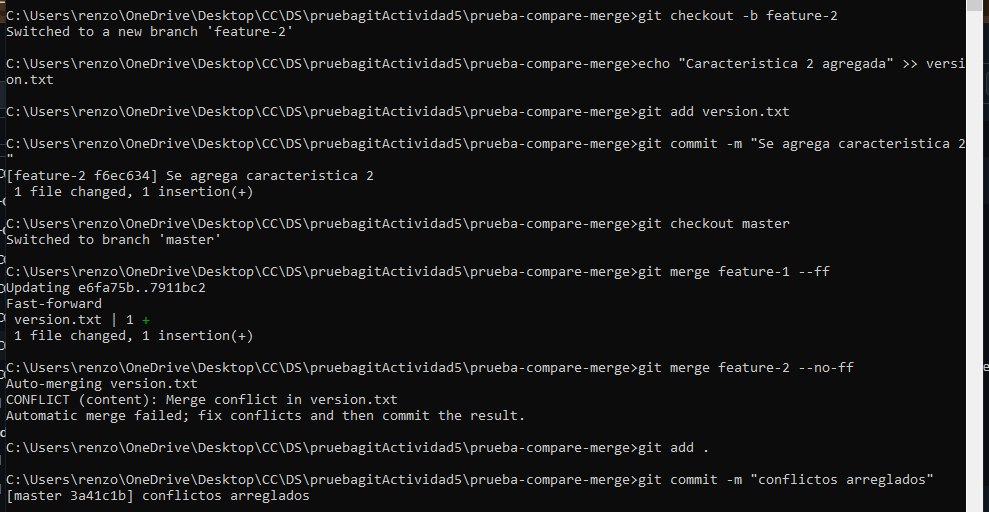 C:\Users\renzo\OneDrive\Desktop\CC\DS\pruebagitActividad5\prueba-compare-merge>git checkout -b feature-2
Switched to a new branch 'feature-2'
C:\Users\renzo\OneDrive\Desktop\CC\DS\pruebagitActividad5\prueba-compare-merge>echo "Caracteristica 2 agregada" >> versi
on.txt
C:\Users\renzo\OneDrive\Desktop\CC\DS\pruebagitActividad5\prueba-compare-merge>git add version.txt
C:\Users\renzo\OneDrive\Desktop\CC\DS\pruebagitActividad5\prueba-compare-merge>git commit -m "Se agrega caracteristica 2
"
[feature-2 f6ec634] Se agrega caracteristica 2
 1 file changed, 1 insertion(+)
C:\Users\renzo\OneDrive\Desktop\CC\DS\pruebagitActividad5\prueba-compare-merge>git checkout master
Switched to branch 'master'
C:\Users\renzo\OneDrive\Desktop\CC\DS\pruebagitActividad5\prueba-compare-merge>git merge feature-1 --ff
Updating e6fa75b..7911bc2
Fast-forward
 version.txt | 1 +
 1 file changed, 1 insertion(+)
C:\Users\renzo\OneDrive\Desktop\CC\DS\pruebagitActividad5\prueba-compare-merge>git merge feature-2 --no-ff
Auto-merging version.txt
CONFLICT (content): Merge conflict in version.txt
Automatic merge failed; fix conflicts and then commit the result.
C:\Users\renzo\OneDrive\Desktop\CC\DS\pruebagitActividad5\prueba-compare-merge>git add .
C:\Users\renzo\OneDrive\Desktop\CC\DS\pruebagitActividad5\prueba-compare-merge>git commit -m "conflictos arreglados"
[master 3a41c1b] conflictos arreglados